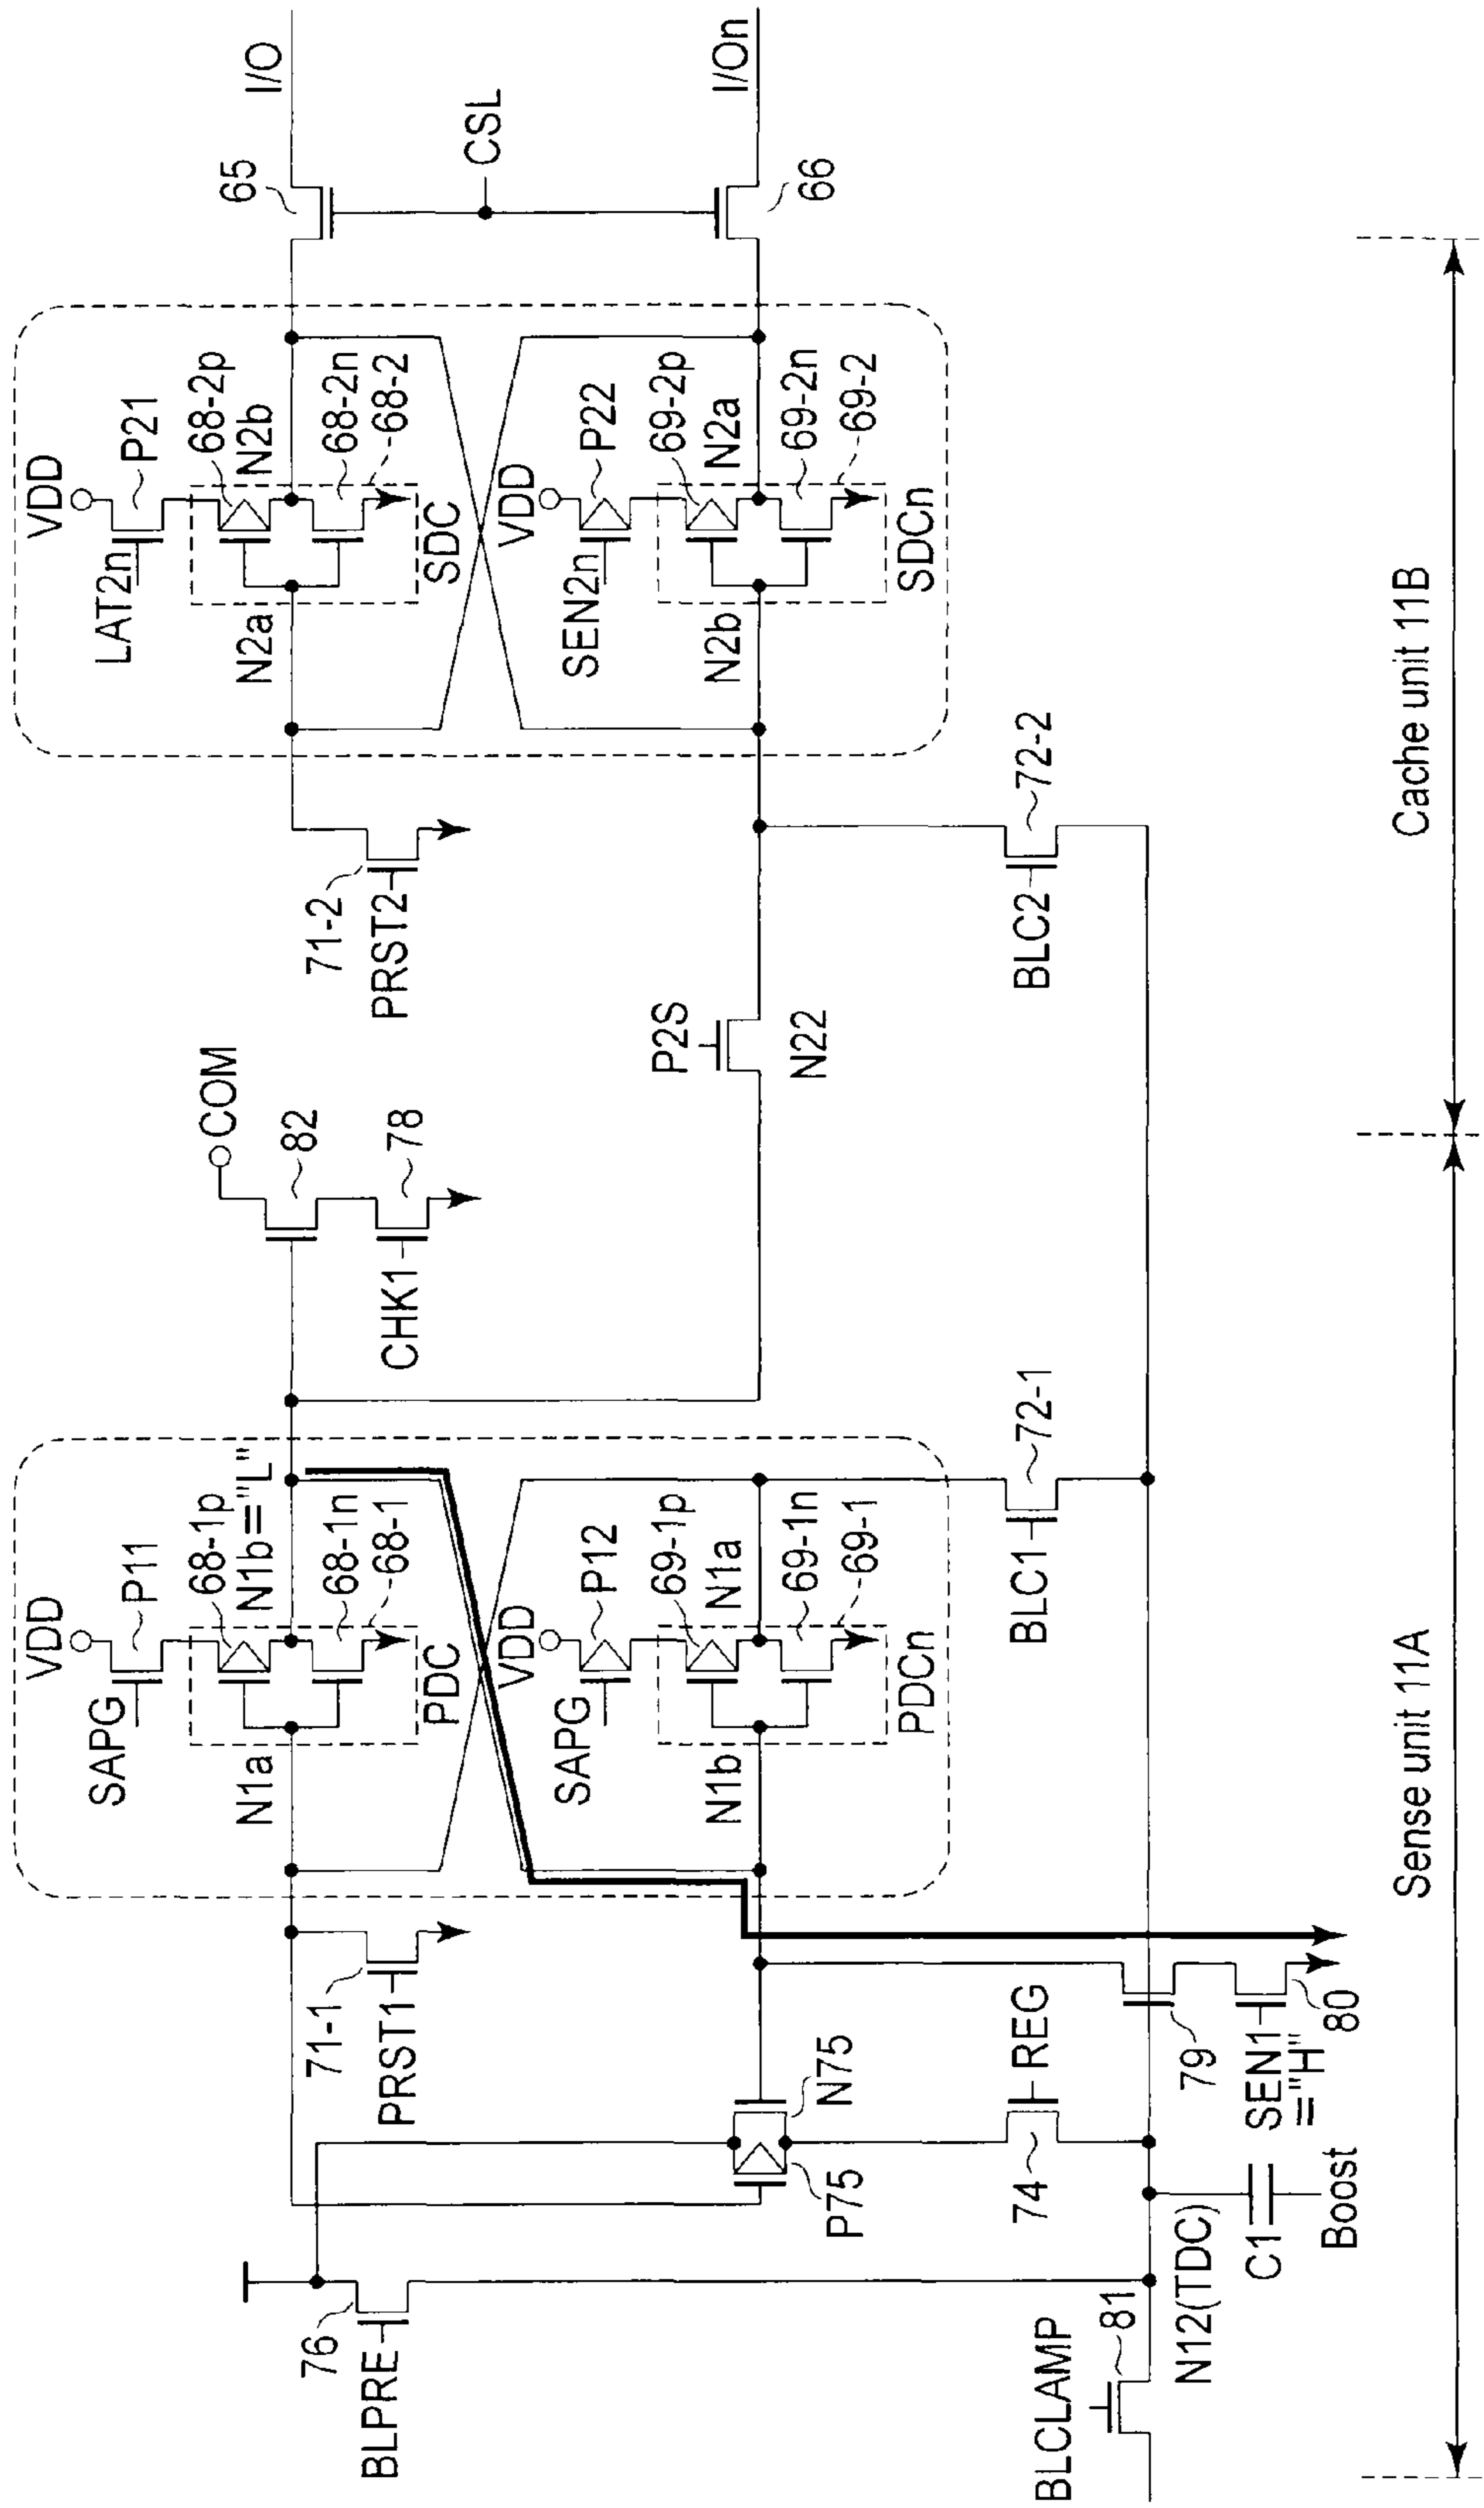 I/O
I/On
65
CSL
66
VDD
P21
LAT2n
68-2p
N2b
68-2n
68-2
N2a
SDC
VDD
P22
SEN2n
69-2p
N2a
69-2n
69-2
N2b
SDCn
71-2
PRST2
72-2
BLC2
P2S
N22
Cache unit 11B
COM
82
78
CHK1
VDD
P11
SAPG
68-1p
N1b="L"
68-1n
68-1
N1a
PDC
VDD
P12
SAPG
69-1p
N1a
69-1n
69-1
N1b
PDCn
72-1
BLC1
Sense unit 11A
71-1
PRST1
N75
P75
REG
74
79
SEN1
="H"
80
76
BLPRE
BLCLAMP
81
N12(TDC)
C1
Boost